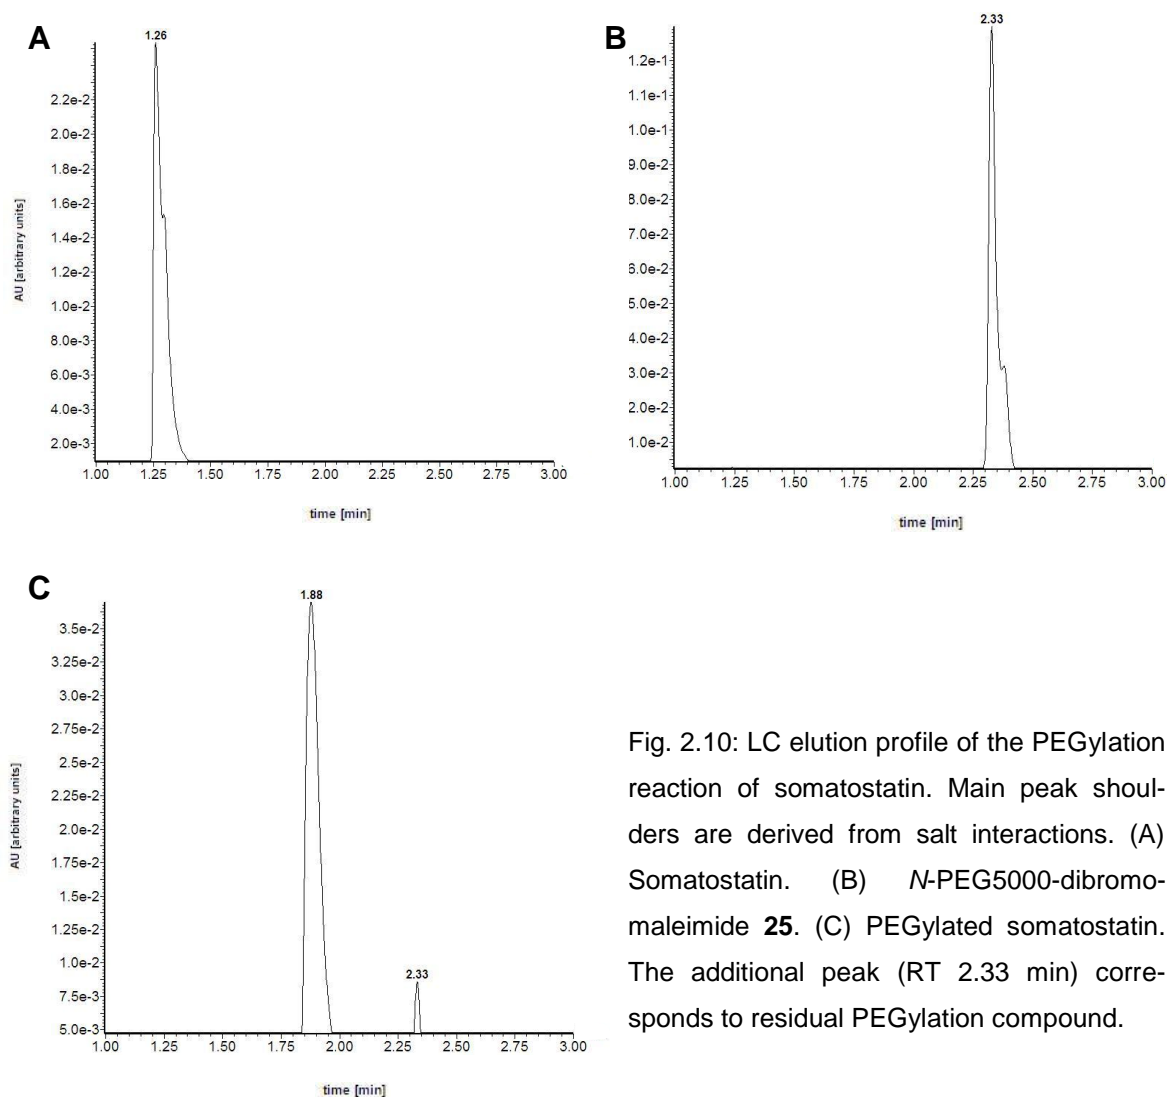 A
1.26
2.2e-2
2.0e-2
1.8e-2
1.6e-2
1.4e-2
1.2e-2
1.0e-2
8.0e-3
6.0e-3
4.0e-3
2.0e-3
AU [arbitrary units]
1.00 1.25 1.50 1.75 2.00 2.25 2.50 2.75 3.00
time [min]
B
2.33
1.2e-1
1.1e-1
1.0e-1
9.0e-2
8.0e-2
7.0e-2
6.0e-2
5.0e-2
4.0e-2
3.0e-2
2.0e-2
1.0e-2
1.00 1.25 1.50 1.75 2.00 2.25 2.50 2.75 3.00
time [min]
C
1.88
3.5e-2
3.25e-2
3.0e-2
2.75e-2
2.5e-2
2.25e-2
2.0e-2
1.75e-2
1.5e-2
1.25e-2
1.0e-2
7.5e-3
5.0e-3
2.33
AU [arbitrary units]
1.00 1.25 1.50 1.75 2.00 2.25 2.50 2.75 3.00
time [min]
Fig. 2.10: LC elution profile of the PEGylation
reaction of somatostatin. Main peak shoul-
ders are derived from salt interactions. (A)
Somatostatin. (B) N-PEG5000-dibromo-
maleimide 25. (C) PEGylated somatostatin.
The additional peak (RT 2.33 min) corre-
sponds to residual PEGylation compound.